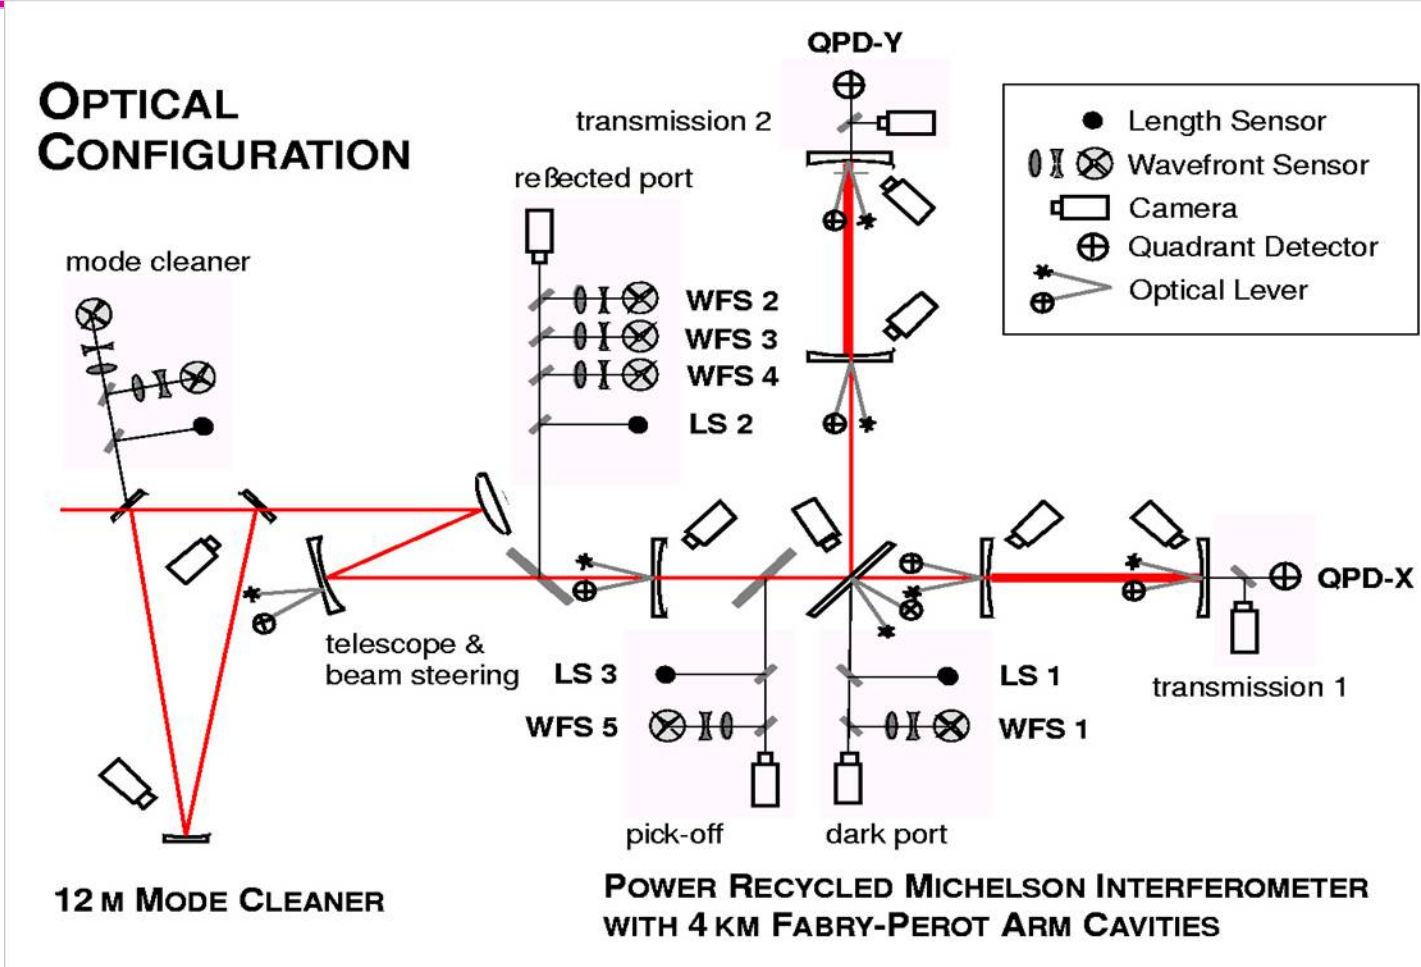 OPTICAL
CONFIGURATION
QPD-Y
transmission 2
Length Sensor
Wavefront Sensor
Camera
Quadrant Detector
Optical Lever
reßected port
mode cleaner
WFS 2
WFS 3
WFS 4
LS 2
QPD-X
telescope &
beam steering
LS 3
LS 1
transmission 1
WFS 5
WFS 1
pick-off
dark port
12 M MODE CLEANER
POWER RECYCLED MICHELSON INTERFEROMETER
WITH 4 KM FABRY-PEROT ARM CAVITIES